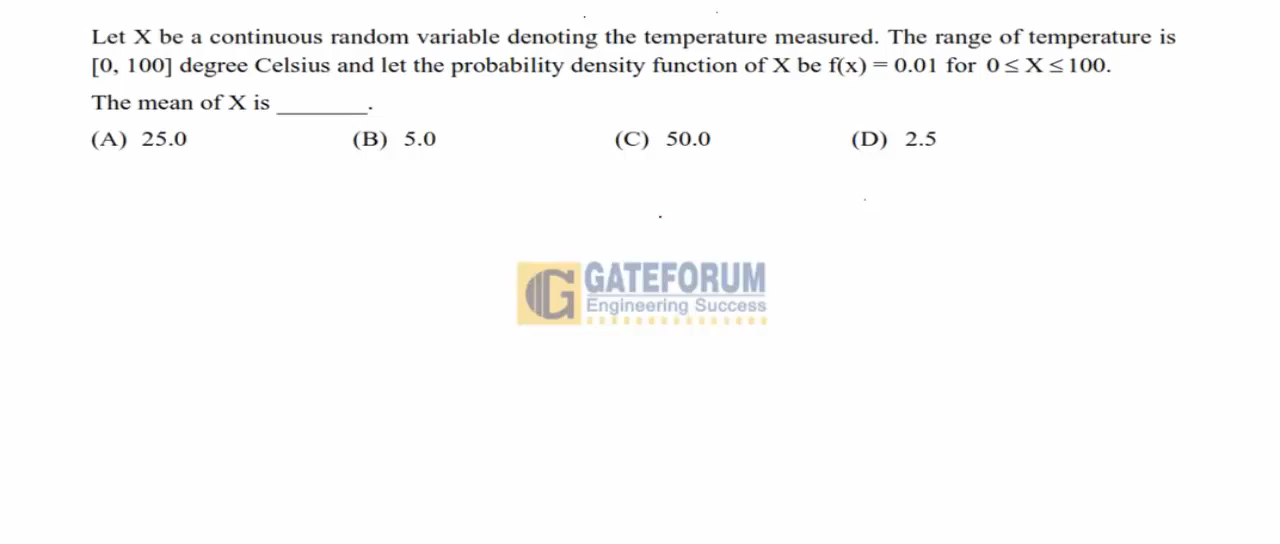 Let X be a continuous random variable denoting the temperature measured. The range of temperature is
[0, 100] degree Celsius and let the probability density function of X be f(x) = 0.01 for 0 ≤ X ≤ 100.
The mean of X is ________.
(A) 25.0 (B) 5.0 (C) 50.0 (D) 2.5
GATEFORUM
Engineering Success